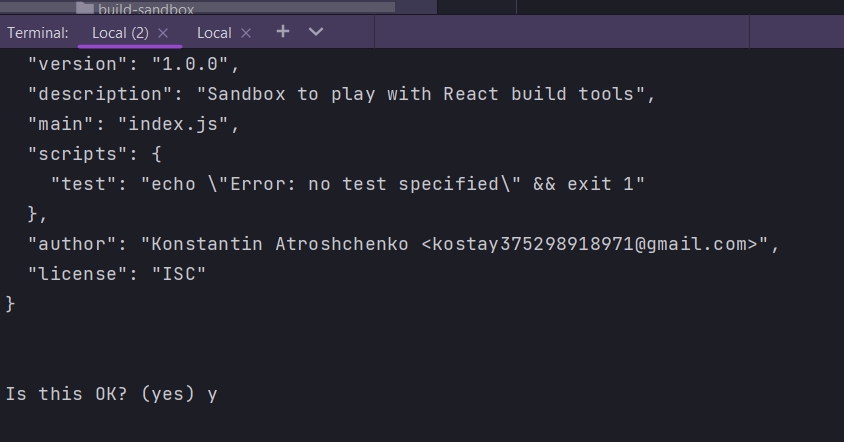 build-sandbox
Terminal: Local (2) × Local × +
"version": "1.0.0",
"description": "Sandbox to play with React build tools",
"main": "index.js",
"scripts": {
"test": "echo \"Error: no test specified\" && exit 1"
},
"author": "Konstantin Atroshchenko <kostay375298918971@gmail.com>",
"license": "ISC"
}
Is this OK? (yes) y